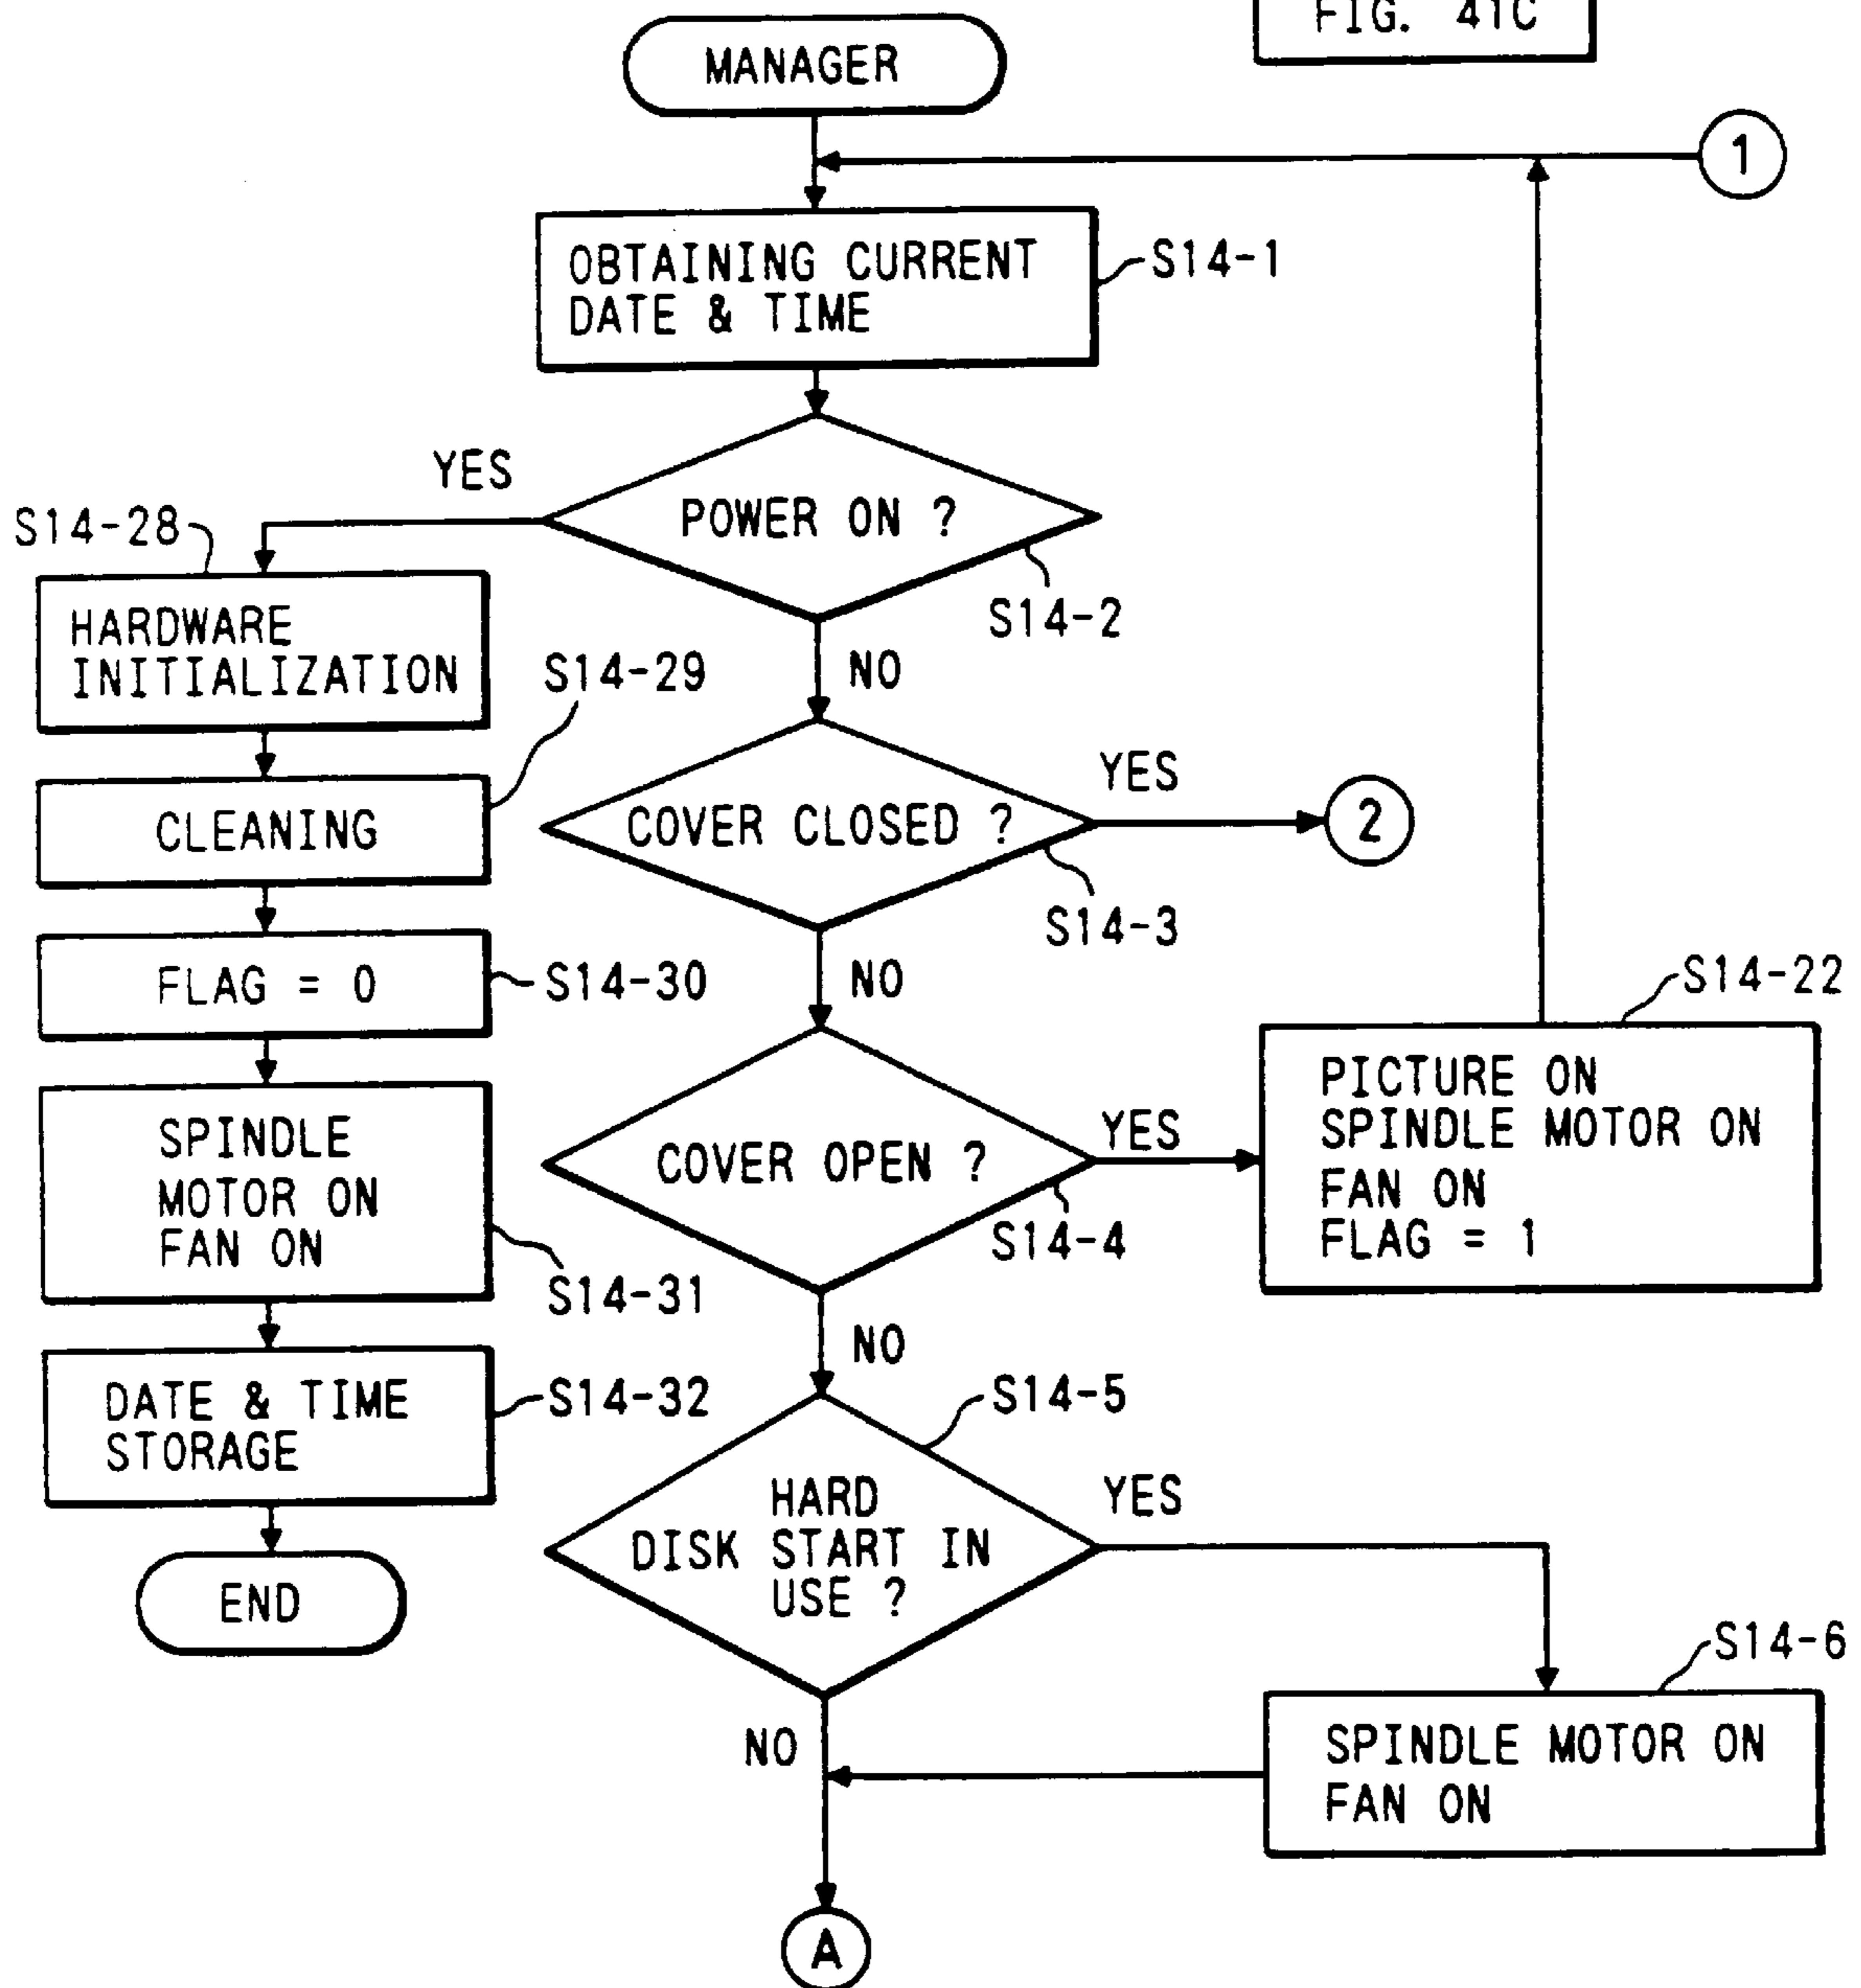 FIG. 41C
MANAGER
1
OBTAINING CURRENT
DATE & TIME
S14-1
YES
POWER ON ?
S14-2
S14-28
HARDWARE
INITIALIZATION
NO
S14-29
CLEANING
COVER CLOSED ?
YES
2
S14-3
FLAG = 0
S14-30
NO
S14-22
PICTURE ON
SPINDLE MOTOR ON
FAN ON
FLAG = 1
SPINDLE
MOTOR ON
FAN ON
S14-31
COVER OPEN ?
YES
S14-4
NO
DATE & TIME
STORAGE
S14-32
S14-5
HARD
DISK START IN
USE ?
YES
END
S14-6
NO
SPINDLE MOTOR ON
FAN ON
A